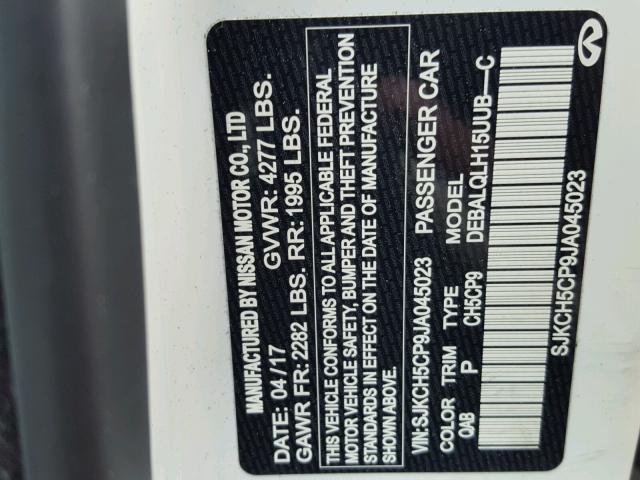 MANUFACTURED BY NISSAN MOTOR CO., LTD
DATE: 04/17 GVWR: 4277 LBS.
GAWR FR: 2282 LBS. RR: 1995 LBS.
THIS VEHICLE CONFORMS TO ALL APPLICABLE FEDERAL
MOTOR VEHICLE SAFETY, BUMPER AND THEFT PREVENTION
STANDARDS IN EFFECT ON THE DATE OF MANUFACTURE
SHOWN ABOVE.
VIN:SJKCH5CP9JA045023 PASSENGER CAR
COLOR TRIM TYPE MODEL
QAB P CH5CP9 DEBALQLH15UUB—C
SJKCH5CP9JA045023